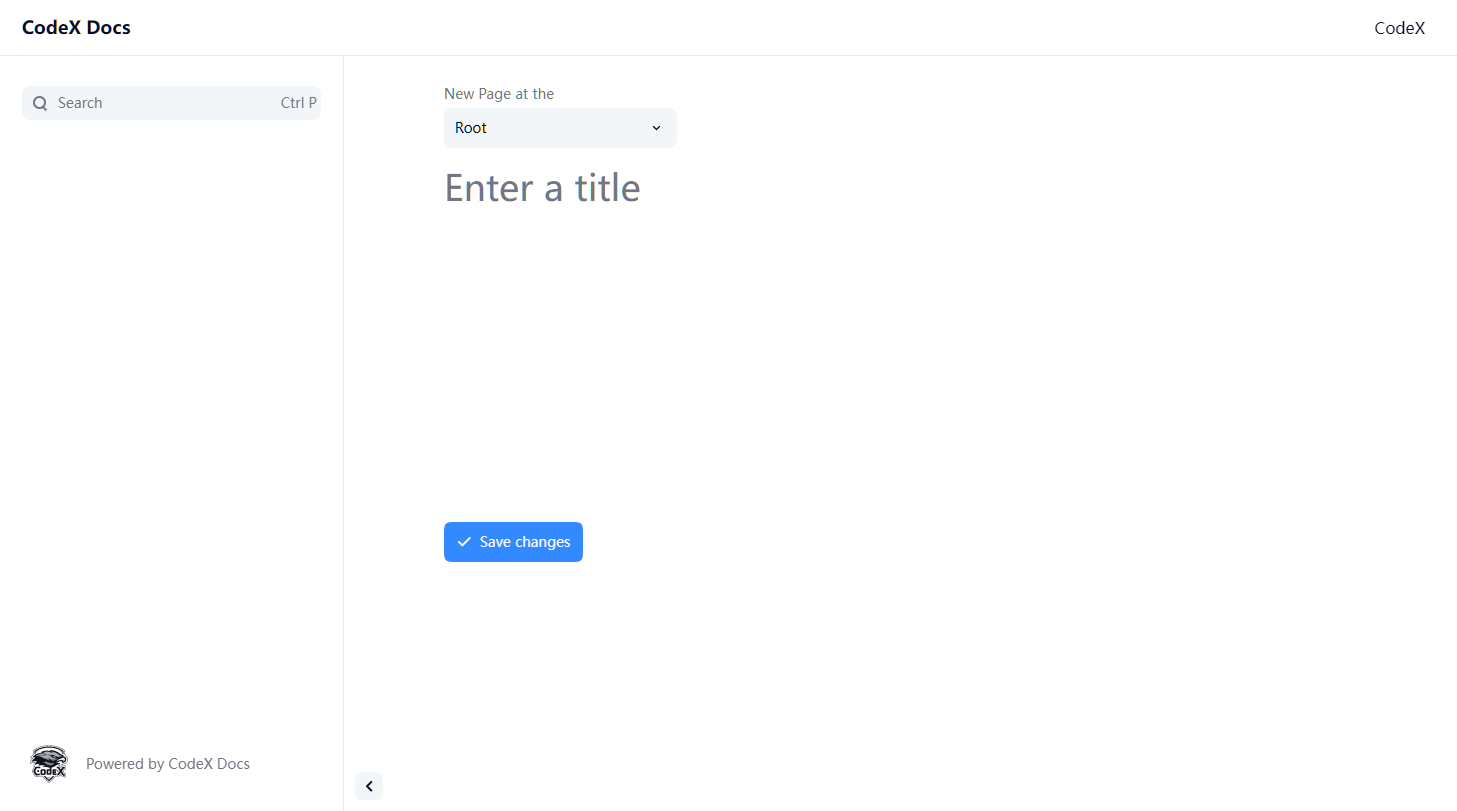 CodeX Docs
CodeX
Search
Ctrl P
New Page at the
Root
Enter a title
Save changes
CodeX
Powered by CodeX Docs